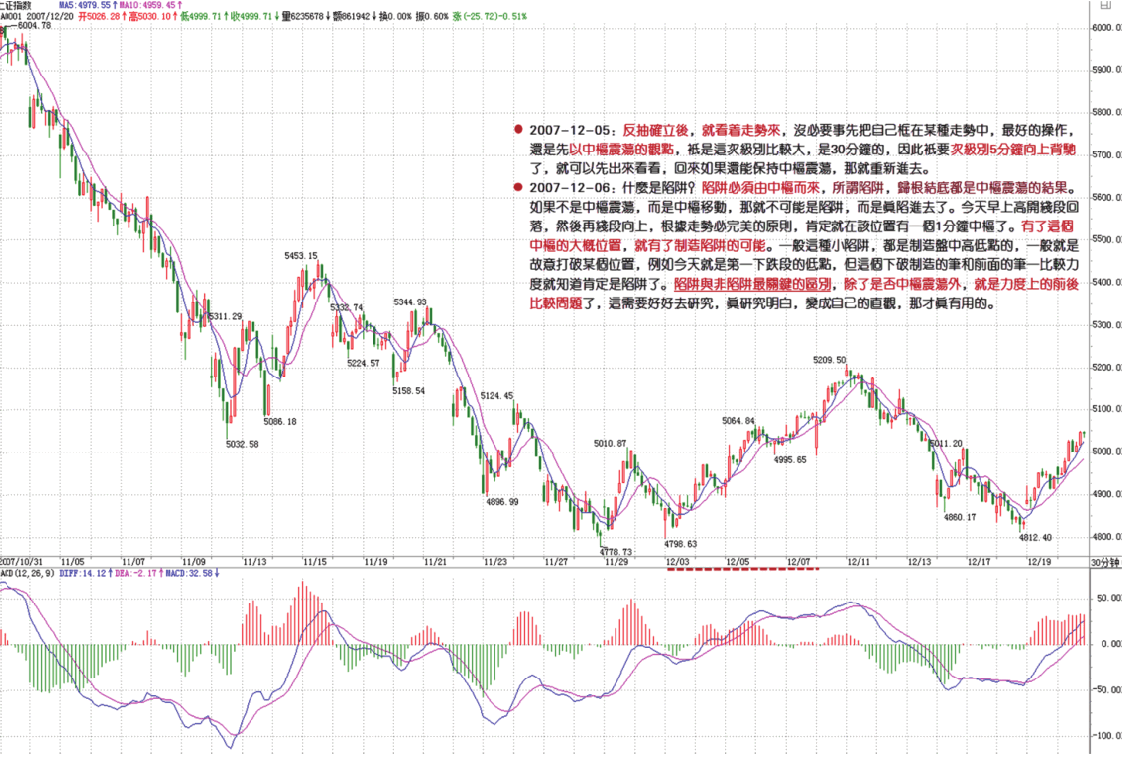 上证指数 MA5:4979.55↑MA10:4959.45↑
A#001 2007/12/20 开5026.28↑高5030.10↑低4999.71↑收4999.71↓量6235678↓额861942↓换0.00% 振0.60% 涨(-25.72)-0.51%
6004.78
6000.0
5900.0
5800.0
● 2007-12-05：反抽確立後，就看着走勢來，沒必要事先把自己框在某種走勢中，最好的操作，
還是先以中樞震蕩的觀點，衹是這次級別比較大，是30分鐘的，因此衹要次級別5分鐘向上背馳
了，就可以先出來看看，回來如果還能保持中樞震蕩，那就重新進去。
● 2007-12-06：什麼是陷阱？陷阱必須由中樞而來，所謂陷阱，歸根結底都是中樞震蕩的結果。
如果不是中樞震蕩，而是中樞移動，那就不可能是陷阱，而是真陷進去了。今天早上高開綫段回
落，然後再綫段向上，根據走勢必完美的原則，肯定就在該位置有一個1分鐘中樞了。有了這個
中樞的大概位置，就有了制造陷阱的可能。一般這種小陷阱，都是制造盤中高低點的，一般就是
故意打破某個位置，例如今天就是第一下跌段的低點，但這個下破制造的筆和前面的筆一比較力
度就知道肯定是陷阱了。陷阱與非陷阱最關鍵的區別，除了是否中樞震蕩外，就是力度上的前後
比較問題了，這需要好好去研究，真研究明白，變成自己的直觀，那才真有用的。
5700.0
5600.0
5500.0
5400.0
5300.0
5200.0
5100.0
5000.0
4900.0
4800.0
5453.15
5311.29
5332.74
5344.93
5224.57
5158.54
5086.18
5032.58
5124.45
4896.99
5010.87
4778.73
4798.63
5064.84
4995.65
5209.50
5011.20
4860.17
4812.40
2007/10/31 11/05 11/07 11/09 11/13 11/15 11/19 11/21 11/23 11/27 11/29 12/03 12/05 12/07 12/11 12/13 12/17 12/19 30分钟
ACD(12,26,9) DIFF:14.12↑DEA:-2.17↑MACD:32.58↓
50.00
0.00
-50.00
-100.0